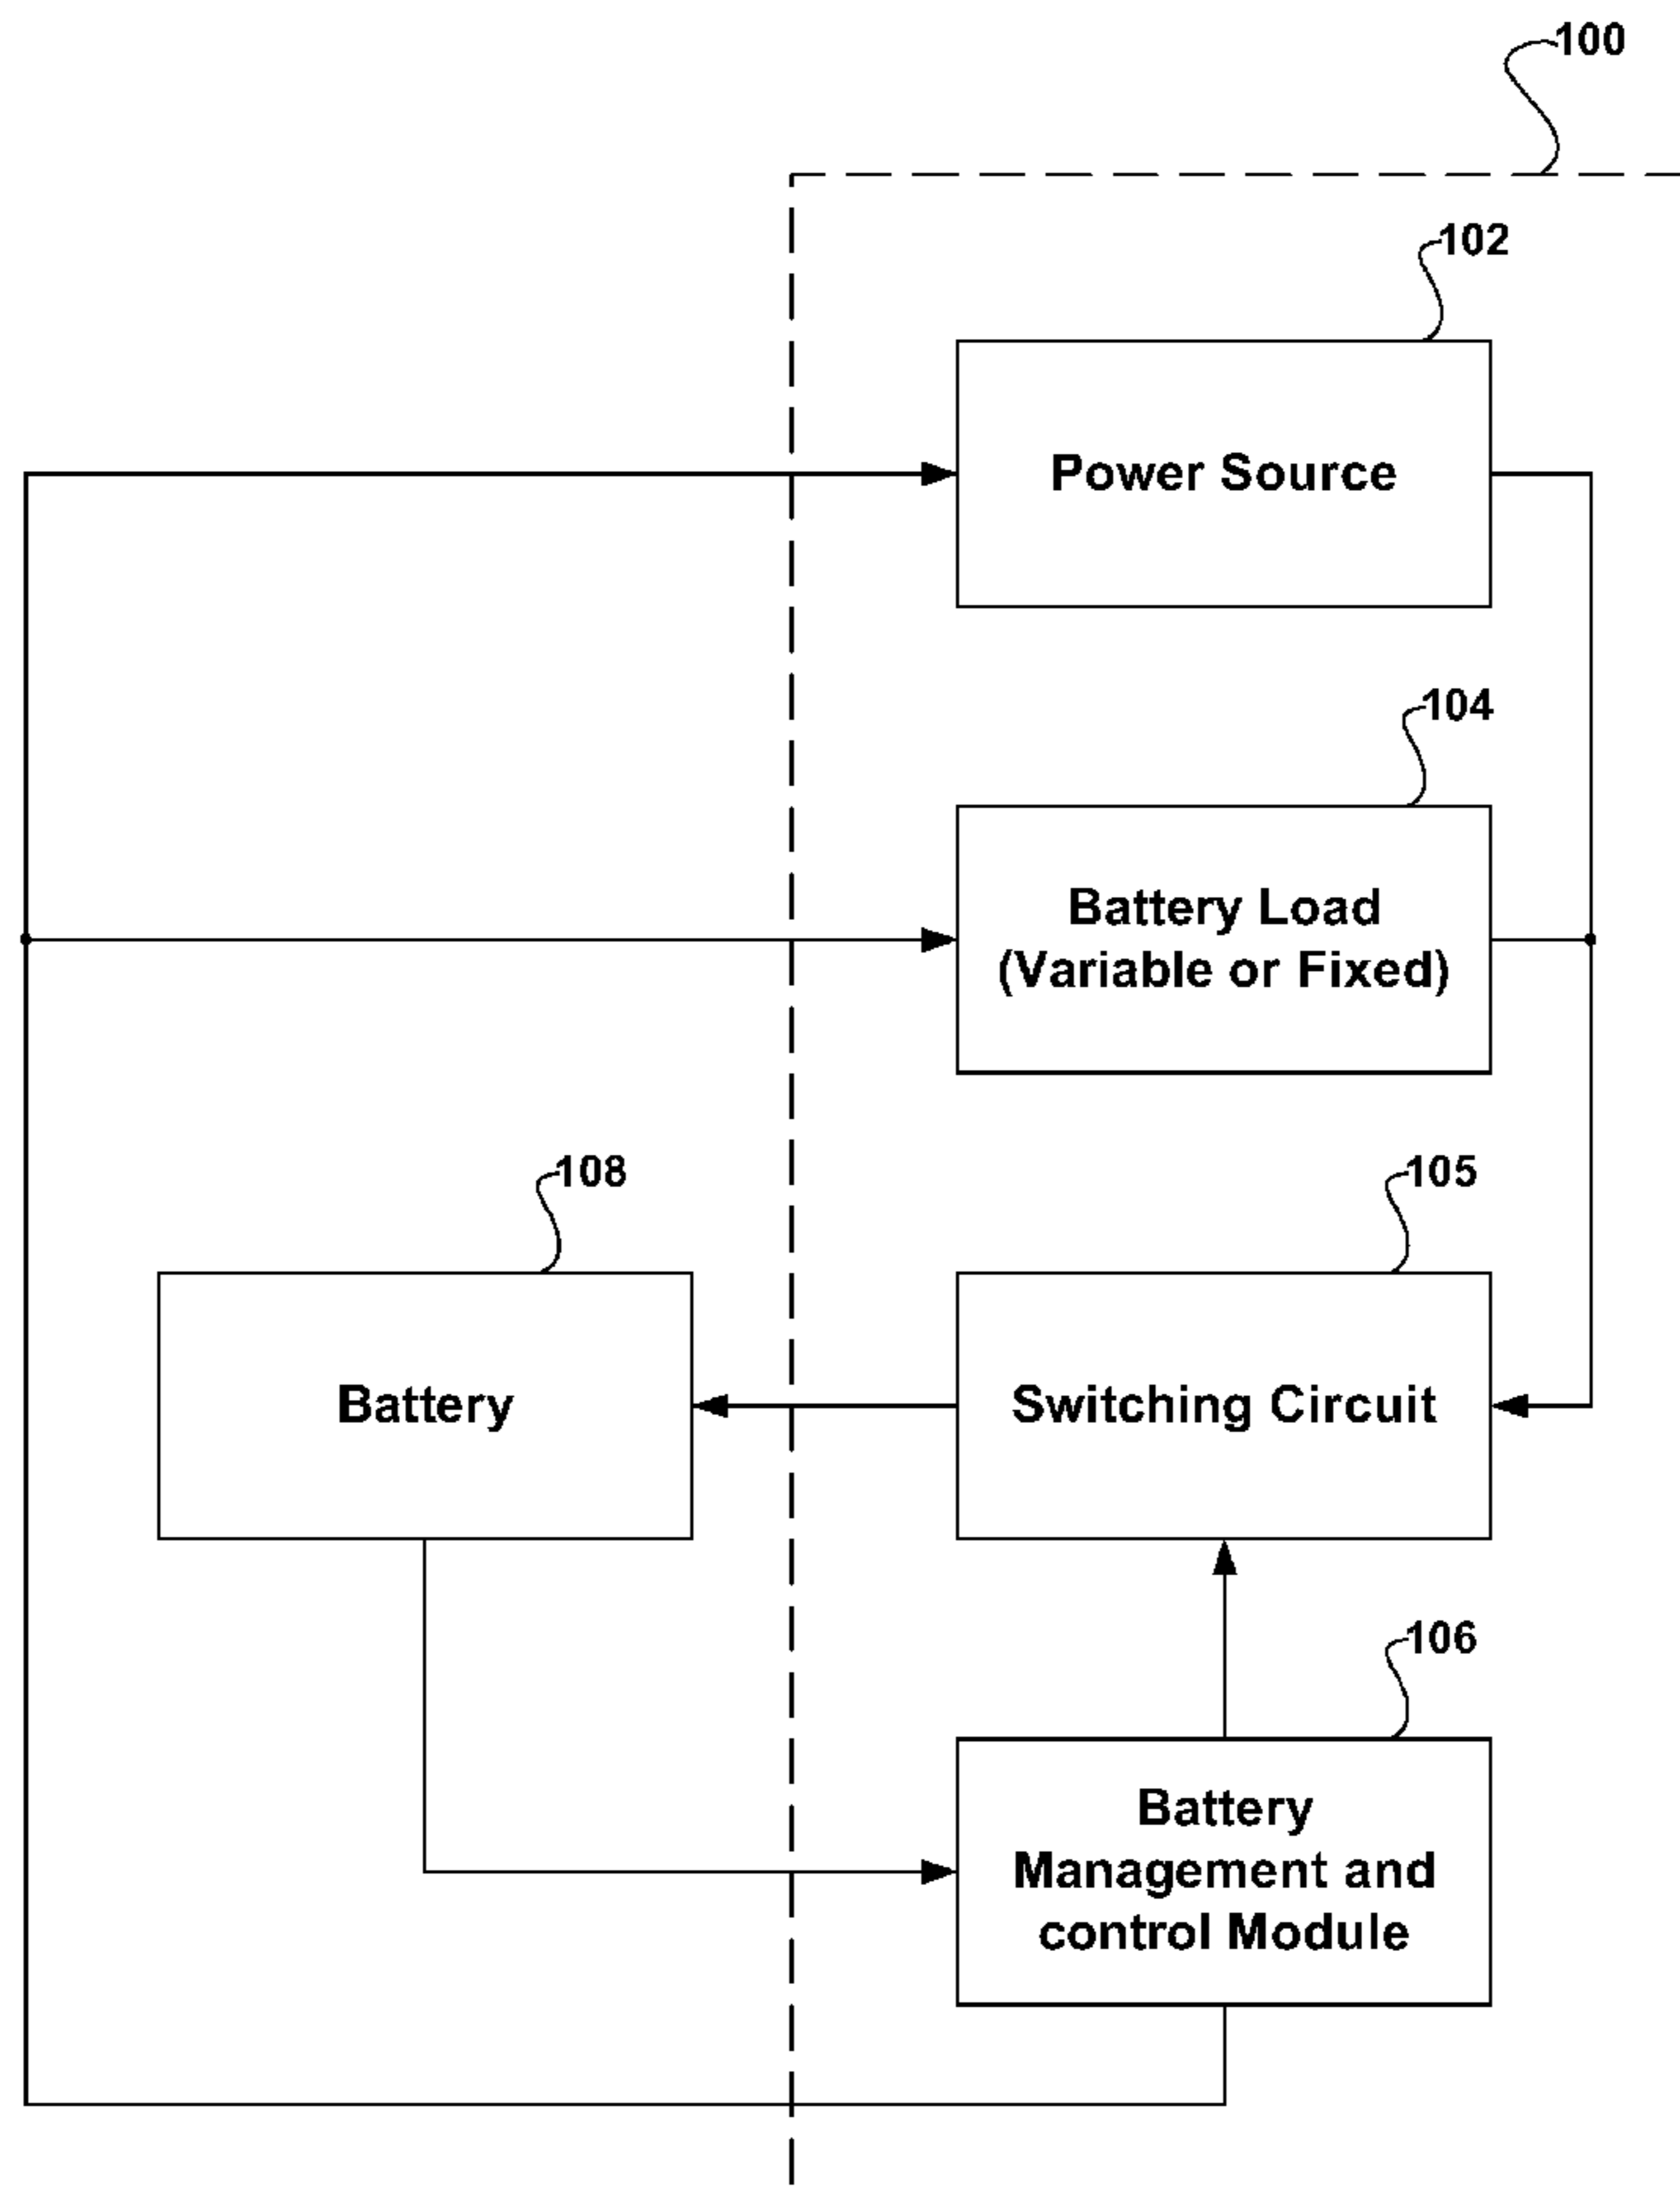 100
102
Power Source
104
Battery Load
(Variable or Fixed)
108
105
Battery
Switching Circuit
106
Battery
Management and
control Module